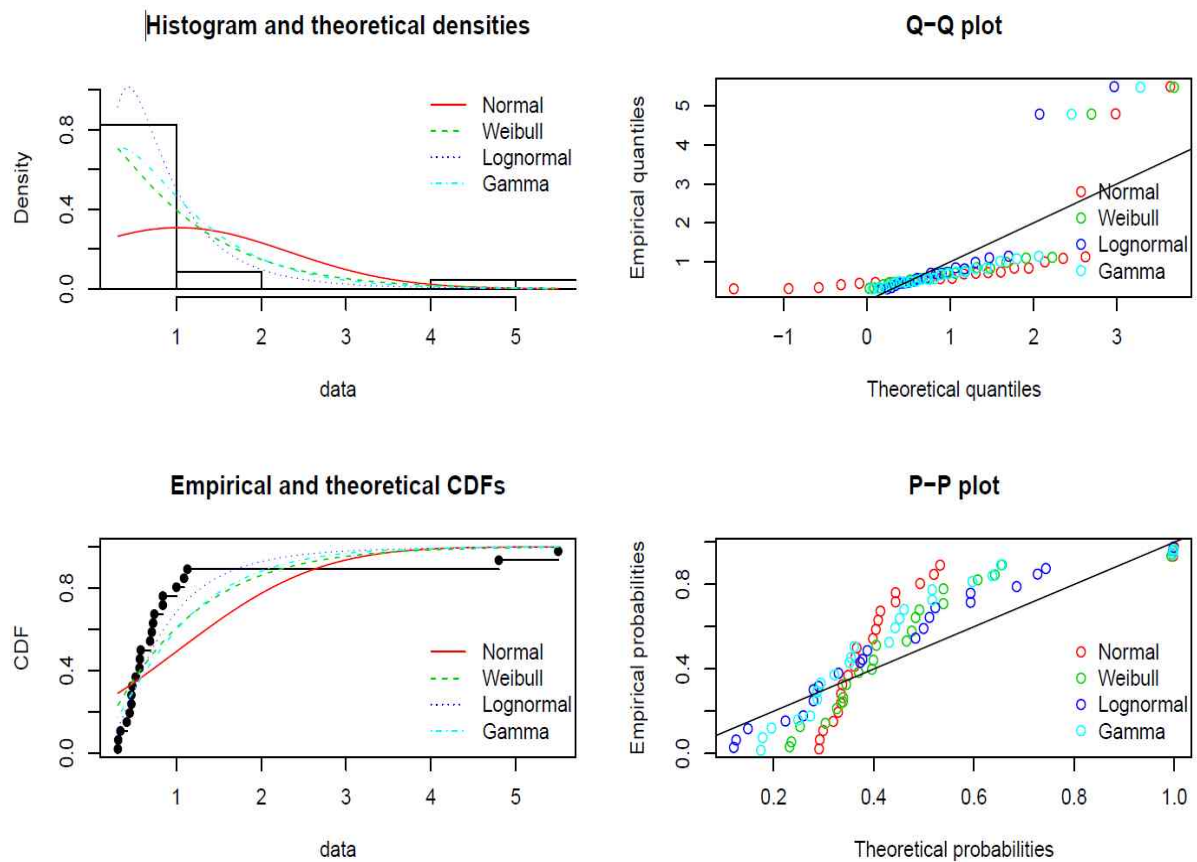 Histogram and theoretical densities
Density
0.0 0.4 0.8
Normal
Weibull
Lognormal
Gamma
1 2 3 4 5
data
Q−Q plot
Empirical quantiles
1 2 3 4 5
Normal
Weibull
Lognormal
Gamma
−1 0 1 2 3
Theoretical quantiles
Empirical and theoretical CDFs
CDF
0.0 0.4 0.8
Normal
Weibull
Lognormal
Gamma
1 2 3 4 5
data
P−P plot
Empirical probabilities
0.0 0.4 0.8
Normal
Weibull
Lognormal
Gamma
0.2 0.4 0.6 0.8 1.0
Theoretical probabilities